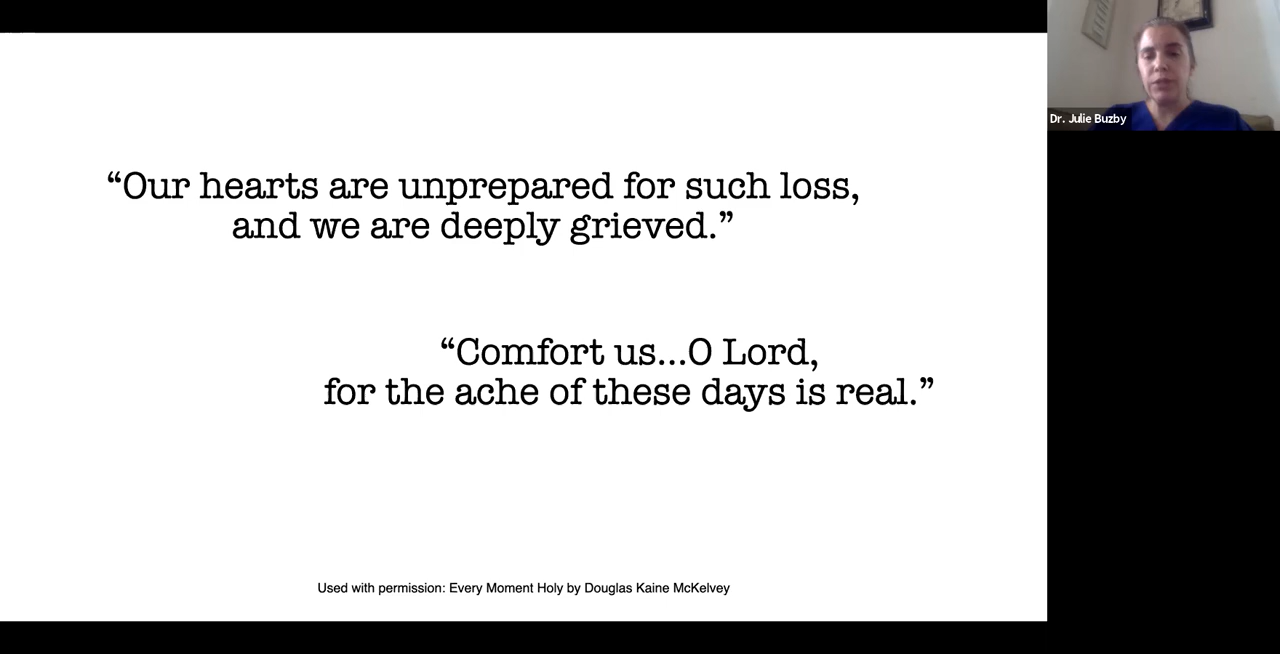 “Our hearts are unprepared for such loss,
and we are deeply grieved.”
“Comfort us...O Lord,
for the ache of these days is real.”
Used with permission: Every Moment Holy by Douglas Kaine McKelvey
Dr. Julie Buzby